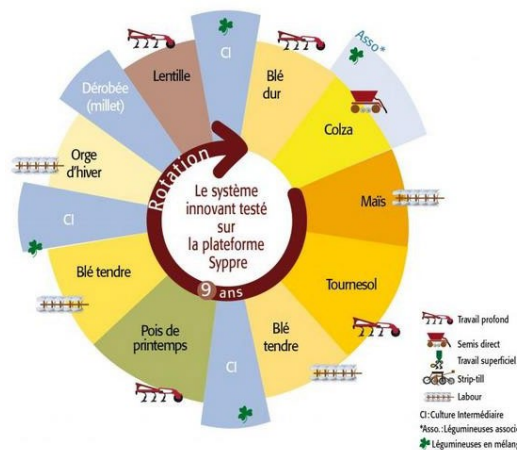 CI
Blé
dur
Asso*
Colza
Maïs
Tournesol
Blé
tendre
CI
Pois de
printemps
Blé tendre
CI
Orge
d'hiver
Dérobée
(millet)
Lentille
Rotation
Le système
innovant testé
sur
la plateforme
Syppre
9 ans
Travail profond
Semis direct
Travail superficiel
Strip-till
Labour
CI : Culture Intermédiaire
*Asso. : Légumineuses associé
Légumineuses en mélang